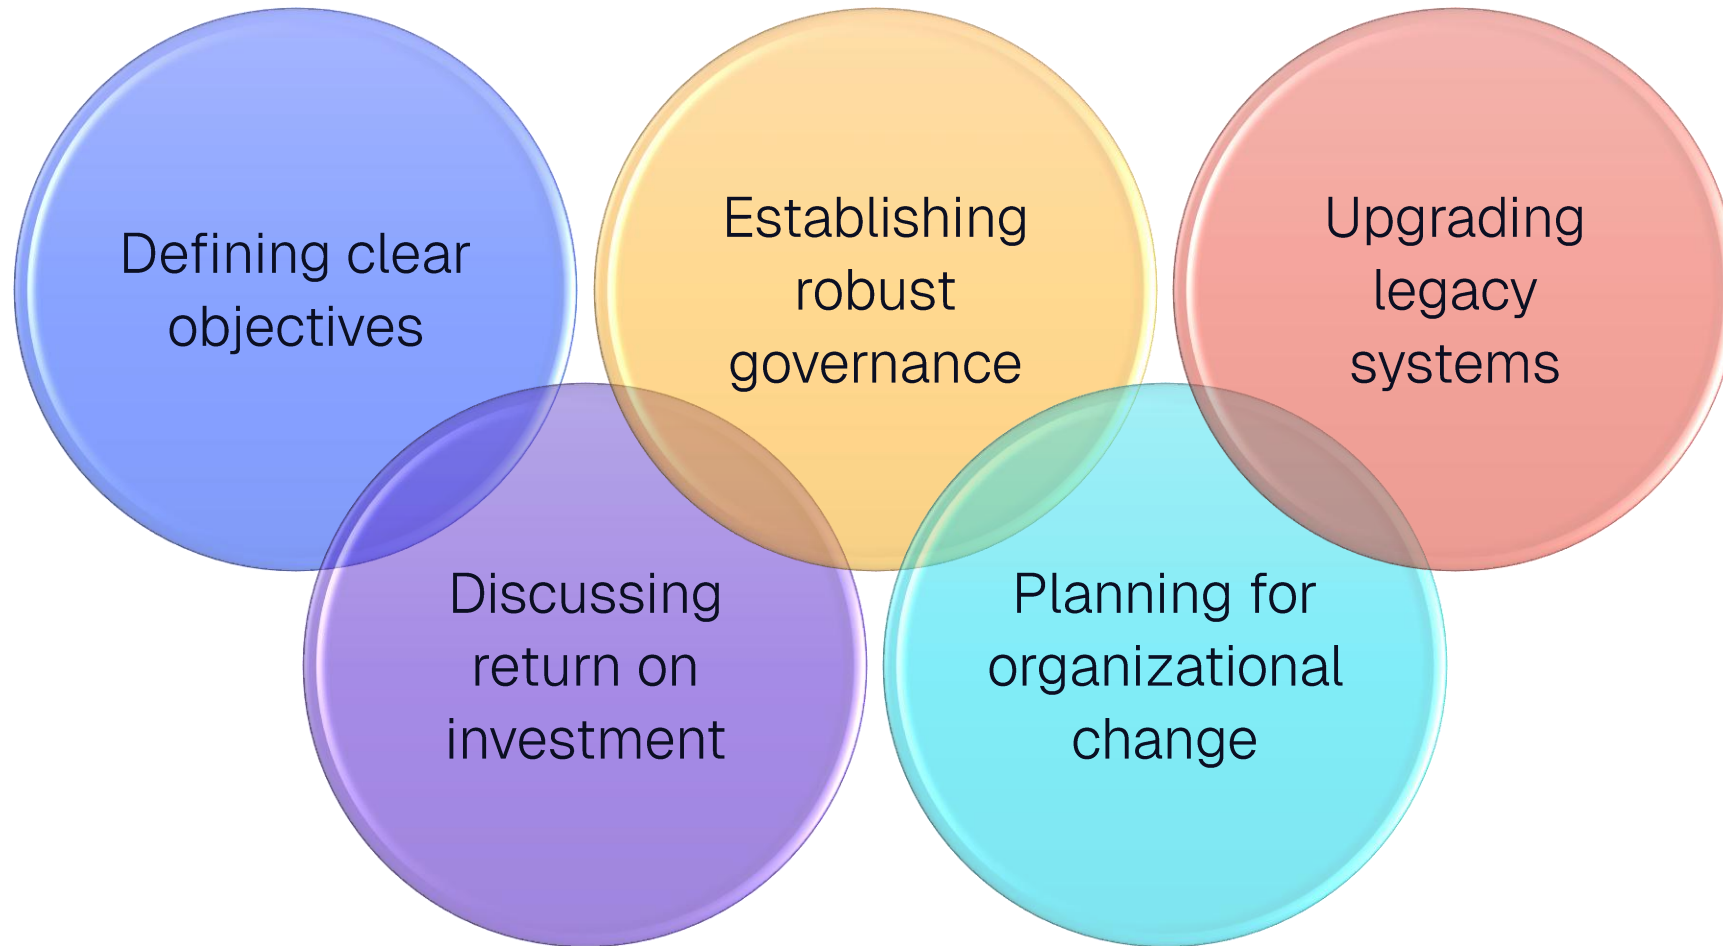 Defining clear
objectives
Establishing
robust
governance
Upgrading
legacy
systems
Discussing
return on
investment
Planning for
organizational
change